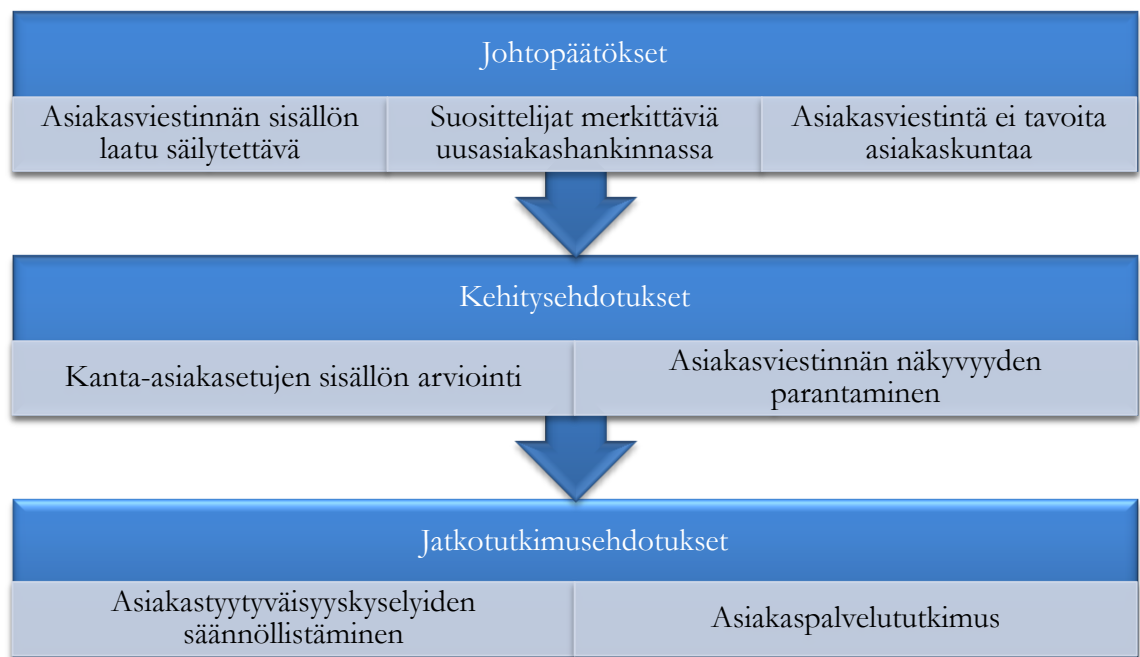 Johtopäätökset
Asiakasviestinnän sisällön
laatu säilytettävä
Suosittelijat merkittäviä
uusasiakashankinnassa
Asiakasviestintä ei tavoita
asiakaskuntaa
Kehitysehdotukset
Kanta-asiakasetujen sisällön arviointi
Asiakasviestinnän näkyvyyden
parantaminen
Jatkotutkimusehdotukset
Asiakastyytyväisyyskyselyiden
säännöllistäminen
Asiakaspalvelututkimus